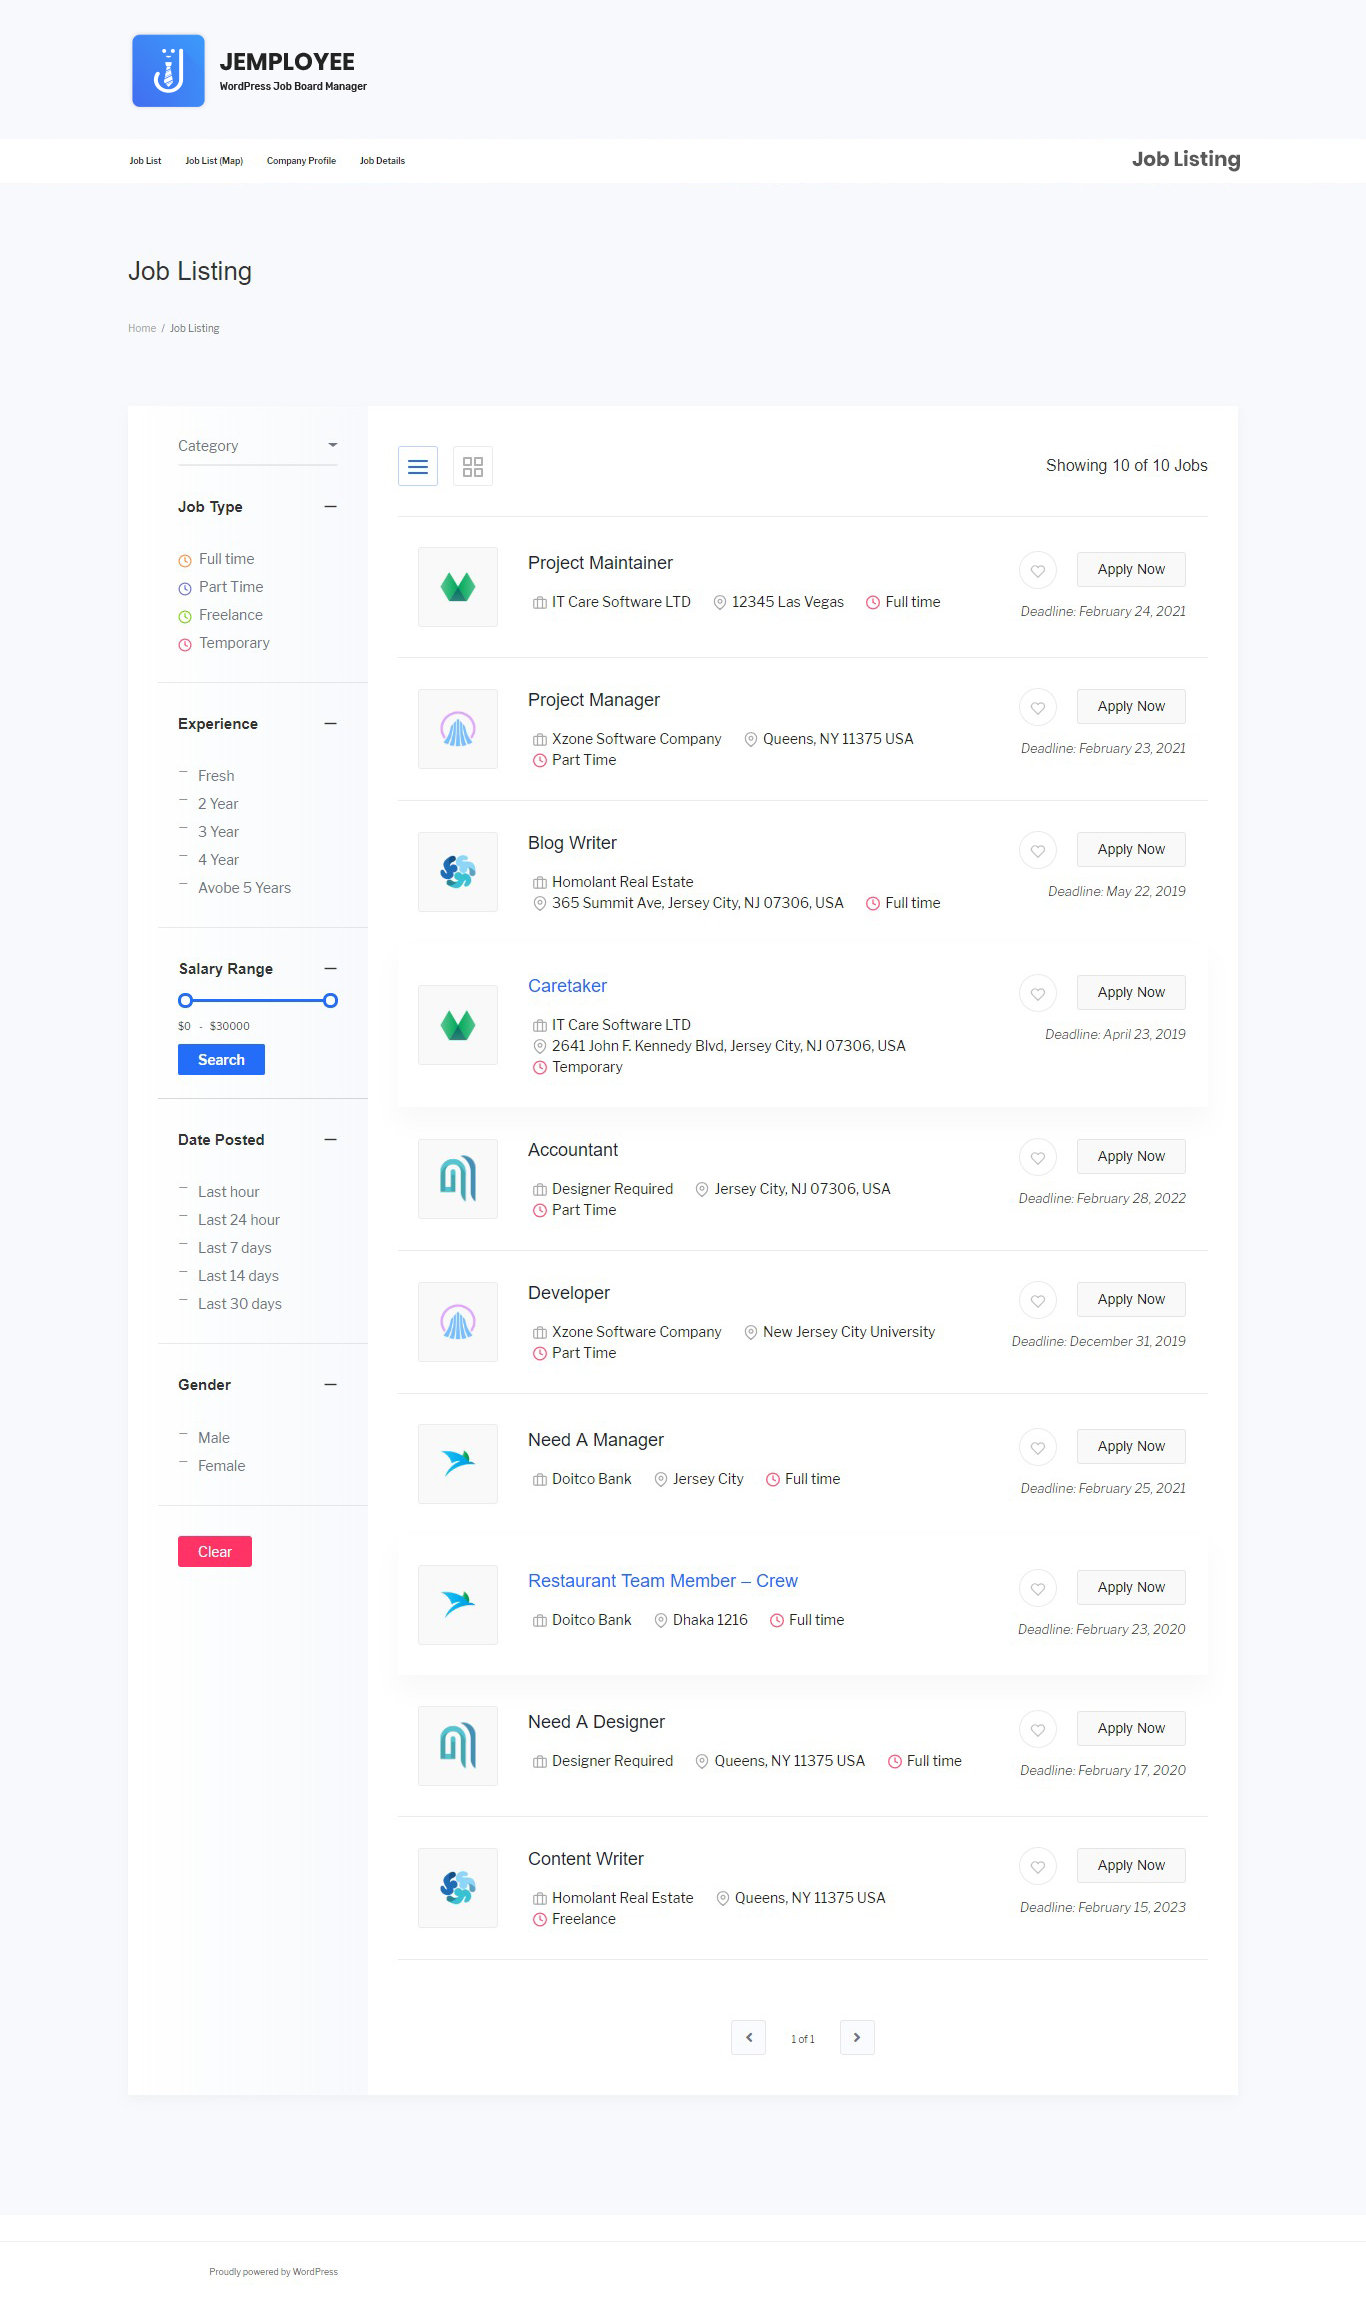 JEMPLOYEE
WordPress Job Board Manager
Job List Job List (Map) Company Profile Job Details
Job Listing
Job Listing
Home / Job Listing
Category
Job Type
Full time
Part Time
Freelance
Temporary
Experience
Fresh
2 Year
3 Year
4 Year
Avobe 5 Years
Salary Range
$0 - $30000
Search
Date Posted
Last hour
Last 24 hour
Last 7 days
Last 14 days
Last 30 days
Gender
Male
Female
Clear
Showing 10 of 10 Jobs
Project Maintainer
IT Care Software LTD 12345 Las Vegas Full time
Apply Now
Deadline: February 24, 2021
Project Manager
Xzone Software Company Queens, NY 11375 USA
Part Time
Apply Now
Deadline: February 23, 2021
Blog Writer
Homolant Real Estate
365 Summit Ave, Jersey City, NJ 07306, USA Full time
Apply Now
Deadline: May 22, 2019
Caretaker
IT Care Software LTD
2641 John F. Kennedy Blvd, Jersey City, NJ 07306, USA
Temporary
Apply Now
Deadline: April 23, 2019
Accountant
Designer Required Jersey City, NJ 07306, USA
Part Time
Apply Now
Deadline: February 28, 2022
Developer
Xzone Software Company New Jersey City University
Part Time
Apply Now
Deadline: December 31, 2019
Need A Manager
Doitco Bank Jersey City Full time
Apply Now
Deadline: February 25, 2021
Restaurant Team Member – Crew
Doitco Bank Dhaka 1216 Full time
Apply Now
Deadline: February 23, 2020
Need A Designer
Designer Required Queens, NY 11375 USA Full time
Apply Now
Deadline: February 17, 2020
Content Writer
Homolant Real Estate Queens, NY 11375 USA
Freelance
Apply Now
Deadline: February 15, 2023
1 of 1
Proudly powered by WordPress